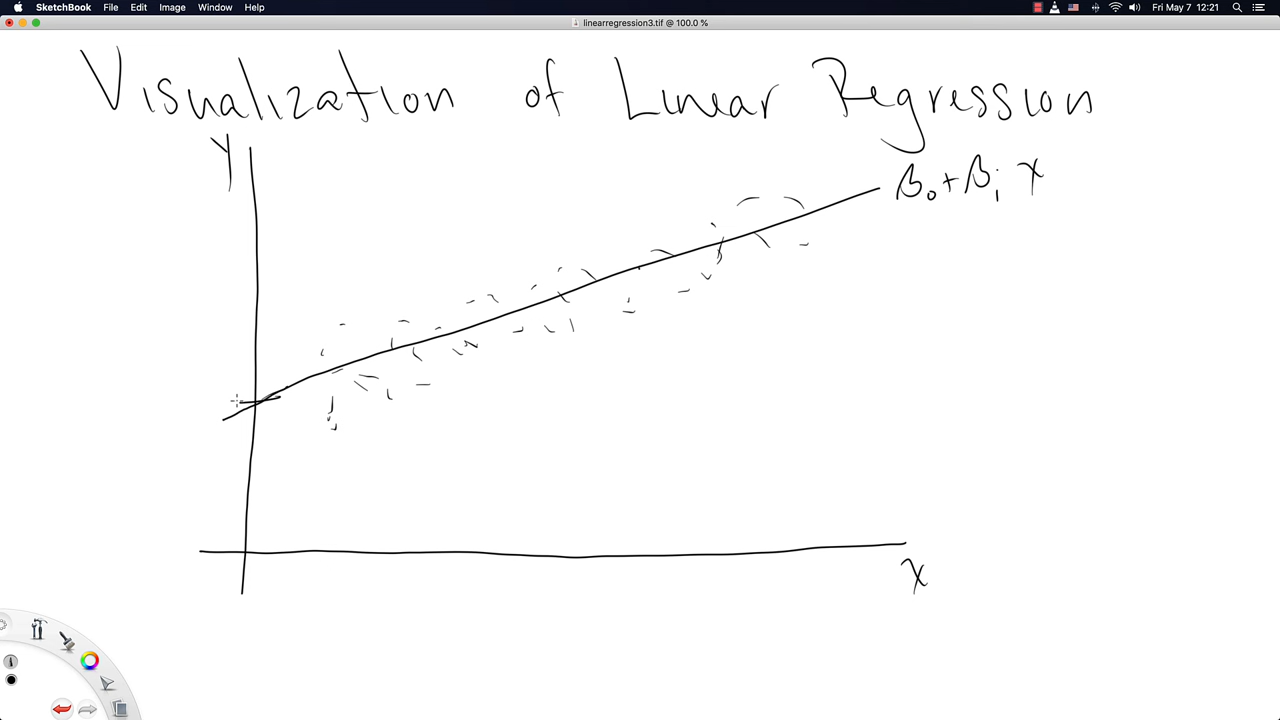 SketchBook File Edit Image Window Help Fri May 7 12:21
linearregression3.tif @ 100.0 %
Visualization of Linear Regression
Y
β₀+βᵢ X
X